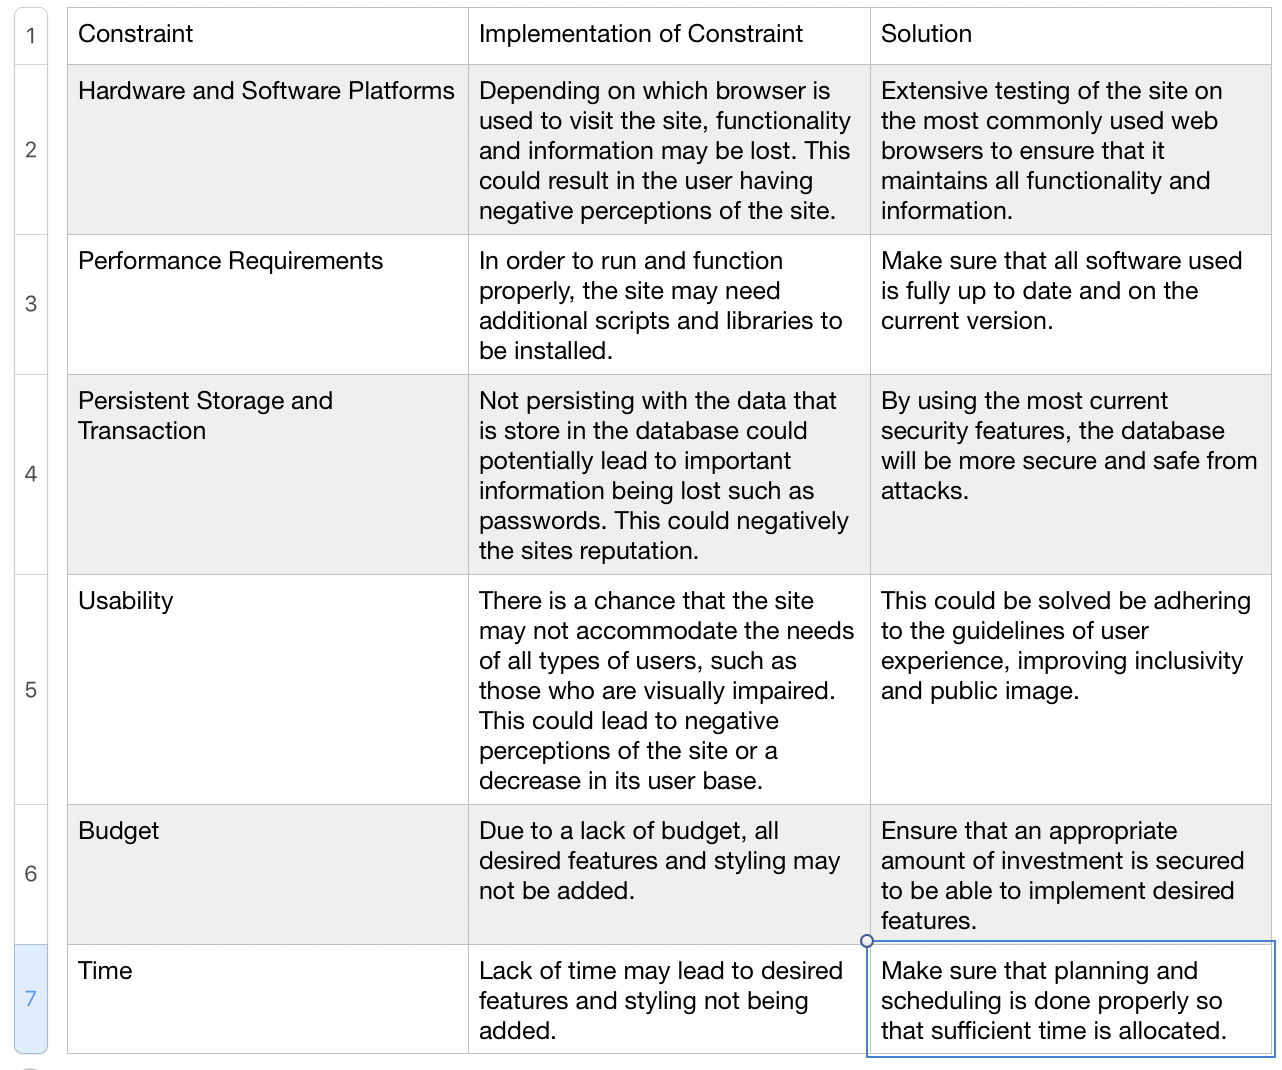 1
Constraint
Implementation of Constraint
Solution
2
Hardware and Software Platforms
Depending on which browser is
used to visit the site, functionality
and information may be lost. This
could result in the user having
negative perceptions of the site.
Extensive testing of the site on
the most commonly used web
browsers to ensure that it
maintains all functionality and
information.
3
Performance Requirements
In order to run and function
properly, the site may need
additional scripts and libraries to
be installed.
Make sure that all software used
is fully up to date and on the
current version.
4
Persistent Storage and
Transaction
Not persisting with the data that
is store in the database could
potentially lead to important
information being lost such as
passwords. This could negatively
the sites reputation.
By using the most current
security features, the database
will be more secure and safe from
attacks.
5
Usability
There is a chance that the site
may not accommodate the needs
of all types of users, such as
those who are visually impaired.
This could lead to negative
perceptions of the site or a
decrease in its user base.
This could be solved be adhering
to the guidelines of user
experience, improving inclusivity
and public image.
6
Budget
Due to a lack of budget, all
desired features and styling may
not be added.
Ensure that an appropriate
amount of investment is secured
to be able to implement desired
features.
7
Time
Lack of time may lead to desired
features and styling not being
added.
Make sure that planning and
scheduling is done properly so
that sufficient time is allocated.